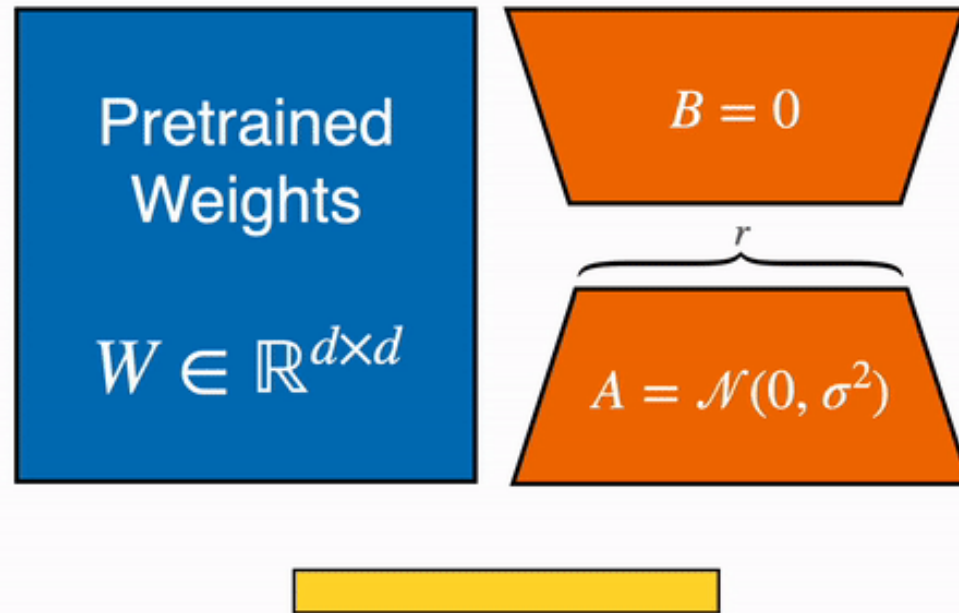 Pretrained
Weights
W ∈ ℝ^{d×d}
B = 0
r
A = 𝒩(0, σ²)